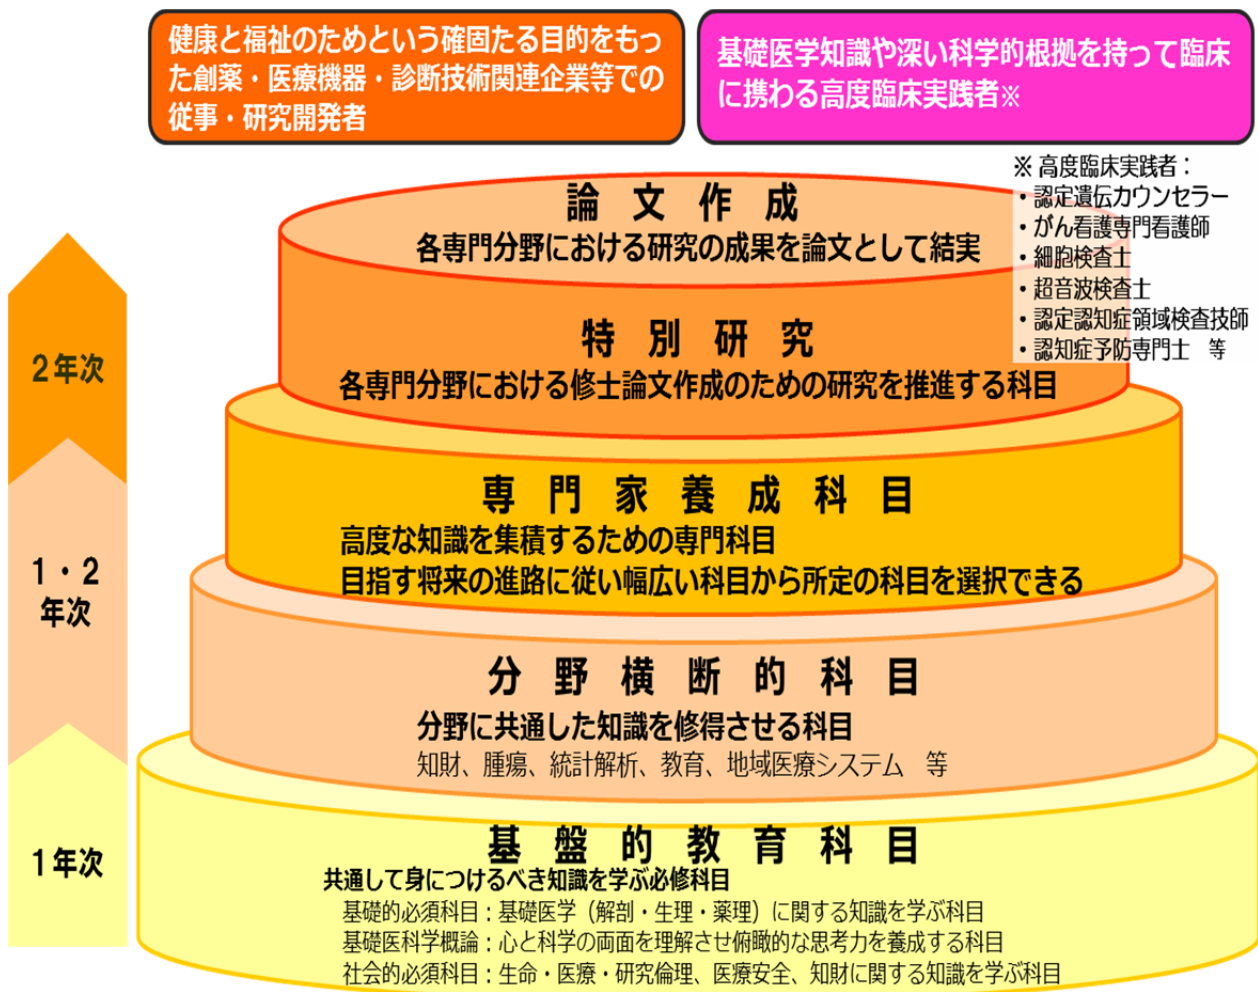 健康と福祉のためという確固たる目的をもっ
た創薬・医療機器・診断技術関連企業等での
従事・研究開発者
基礎医学知識や深い科学的根拠を持って臨床
に携わる高度臨床実践者※
※ 高度臨床実践者：
・認定遺伝カウンセラー
・がん看護専門看護師
・細胞検査士
・超音波検査士
・認定認知症領域検査技師
・認知症予防専門士　等
論 文 作 成
各専門分野における研究の成果を論文として結実
特 別 研 究
各専門分野における修士論文作成のための研究を推進する科目
2年次
専 門 家 養 成 科 目
高度な知識を集積するための専門科目
目指す将来の進路に従い幅広い科目から所定の科目を選択できる
1・2
年次
分 野 横 断 的 科 目
分野に共通した知識を修得させる科目
知財、腫瘍、統計解析、教育、地域医療システム　等
1年次
基 盤 的 教 育 科 目
共通して身につけるべき知識を学ぶ必修科目
基礎的必須科目：基礎医学（解剖・生理・薬理）に関する知識を学ぶ科目
基礎医科学概論：心と科学の両面を理解させ俯瞰的な思考力を養成する科目
社会的必須科目：生命・医療・研究倫理、医療安全、知財に関する知識を学ぶ科目